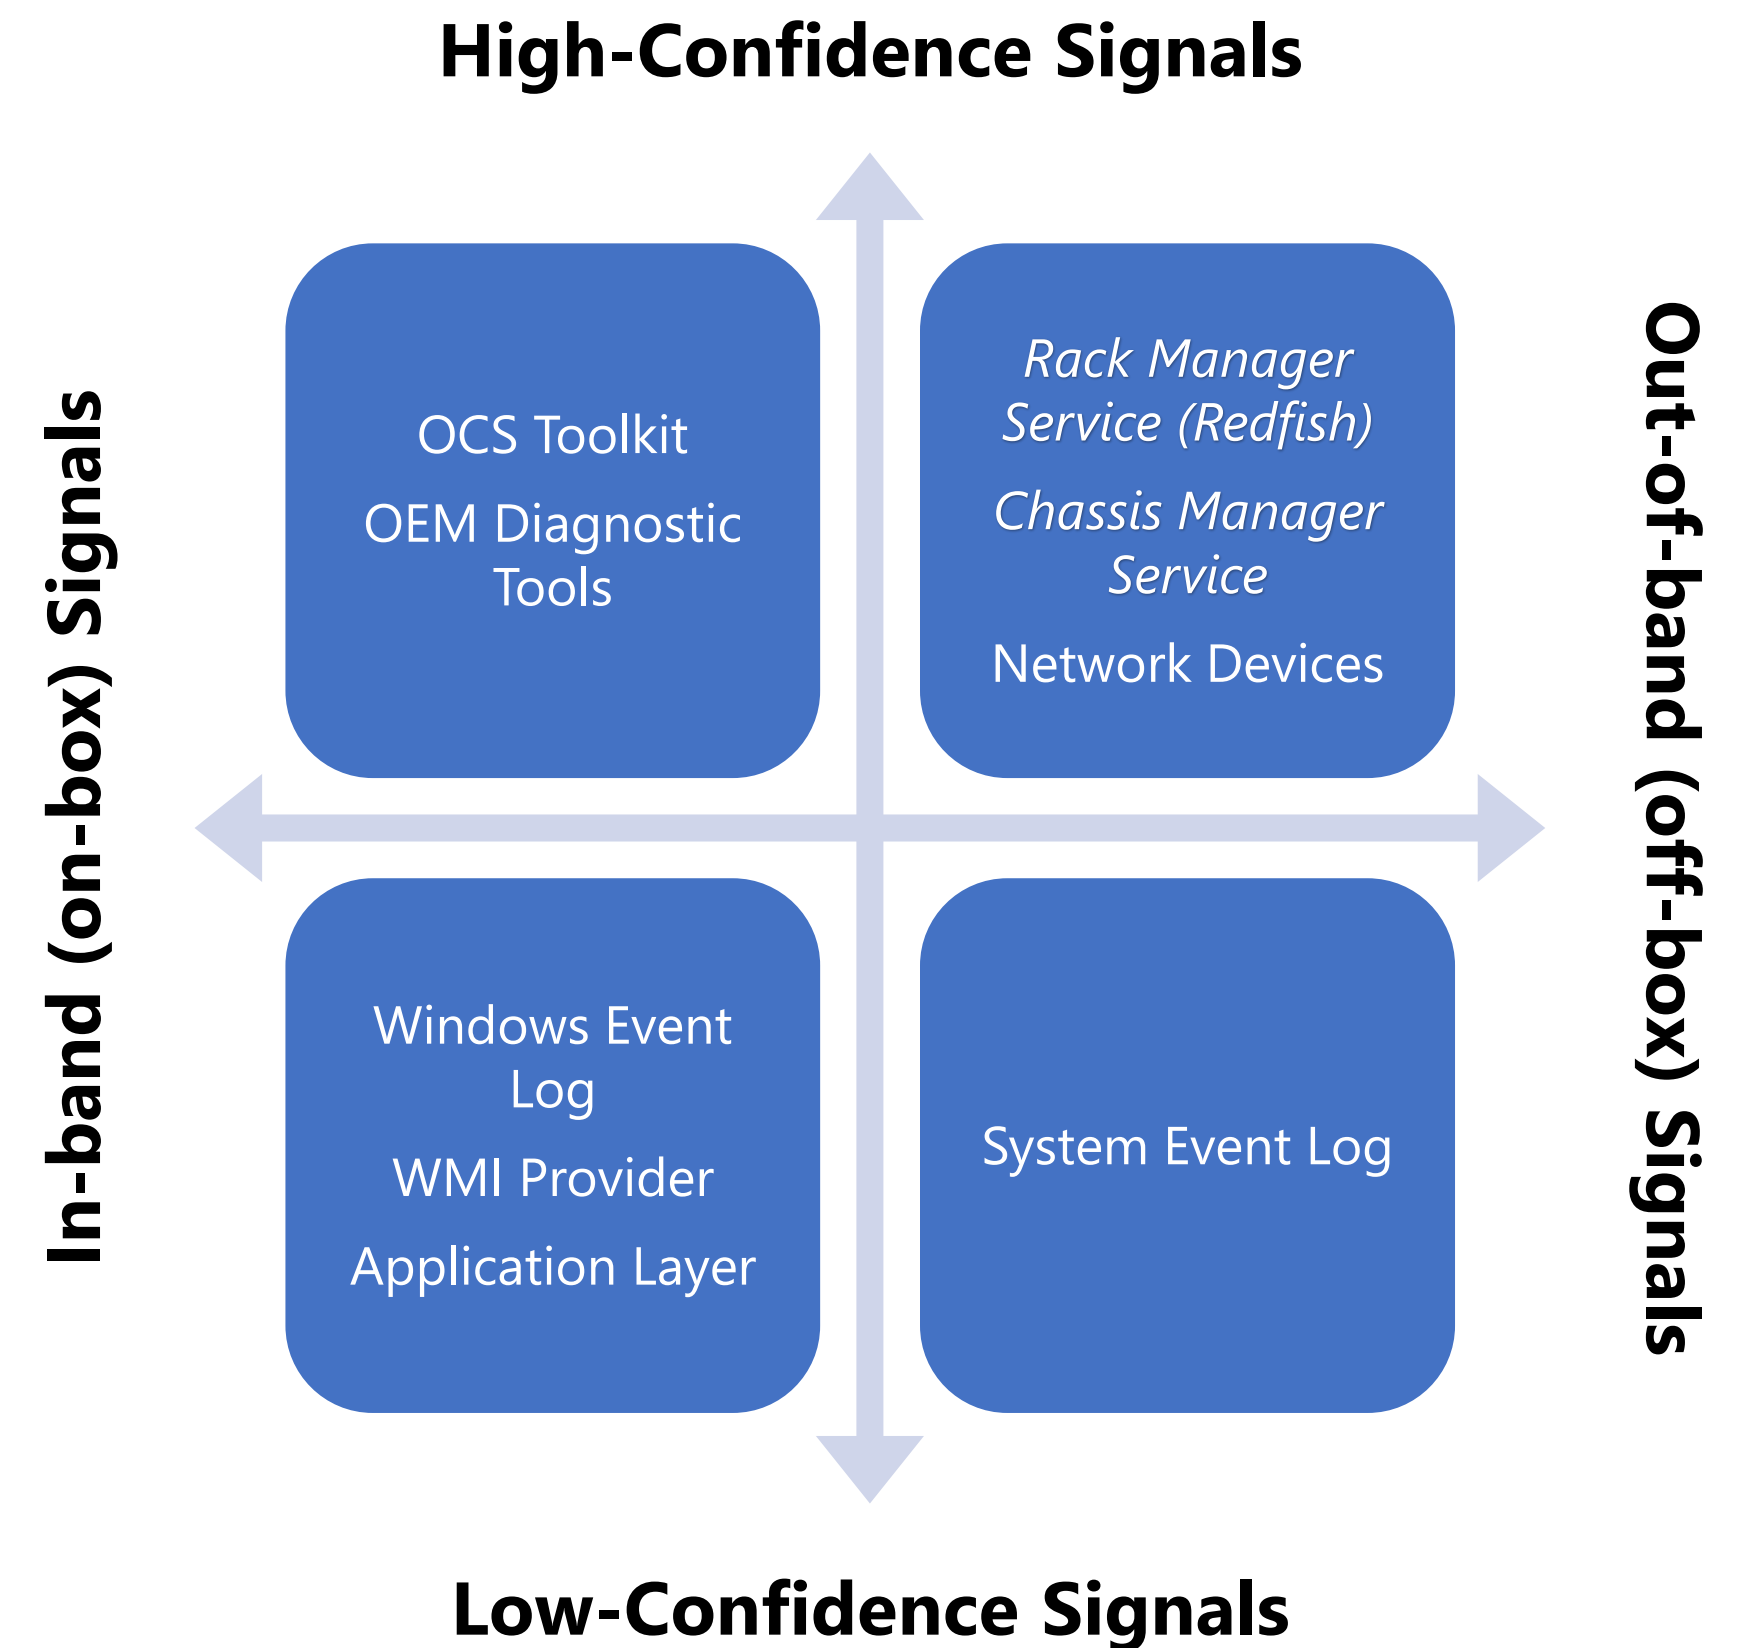 High-Confidence Signals
In-band (on-box) Signals
OCS Toolkit
OEM Diagnostic
Tools
Rack Manager
Service (Redfish)
Chassis Manager
Service
Network Devices
Windows Event
Log
WMI Provider
Application Layer
System Event Log
Out-of-band (off-box) Signals
Low-Confidence Signals